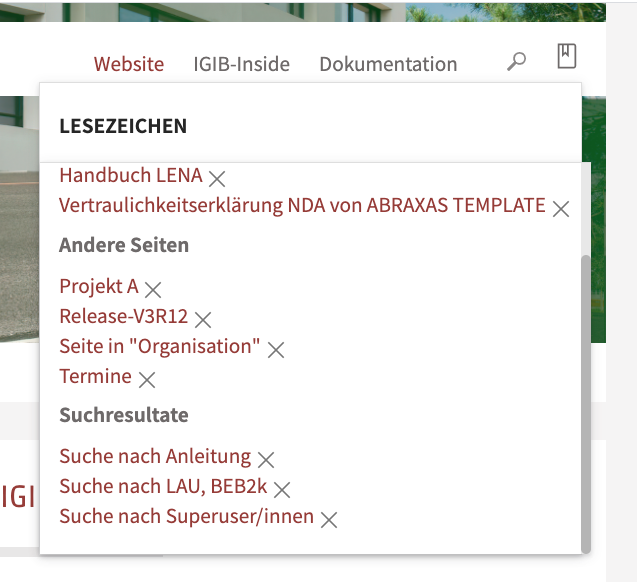 Website IGIB-Inside Dokumentation
LESEZEICHEN
Handbuch LENA
Vertraulichkeitserklärung NDA von ABRAXAS TEMPLATE
Andere Seiten
Projekt A
Release-V3R12
Seite in "Organisation"
Termine
Suchresultate
Suche nach Anleitung
Suche nach LAU, BEB2k
Suche nach Superuser/innen
IGI